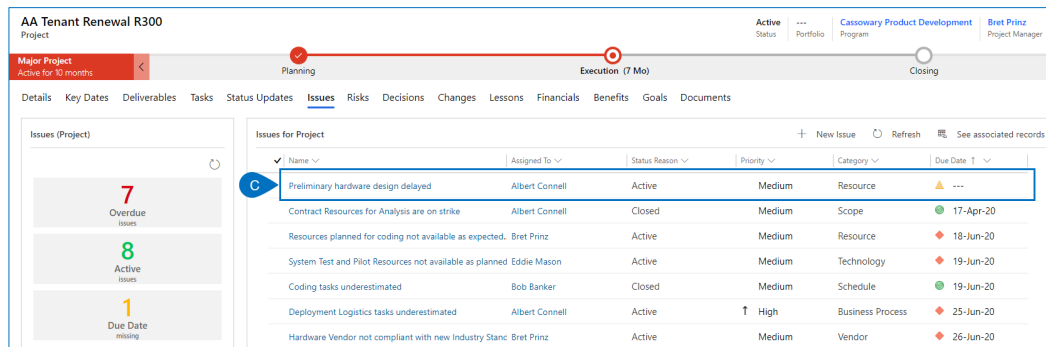 AA Tenant Renewal R300
Project
Active
Status
---
Portfolio
Cassowary Product Development
Program
Bret Prinz
Project Manager
Major Project
Active for 10 months
Planning
Execution (7 Mo)
Closing
Details Key Dates Deliverables Tasks Status Updates Issues Risks Decisions Changes Lessons Financials Benefits Goals Documents
Issues (Project)
7
Overdue
issues
8
Active
issues
1
Due Date
missing
Issues for Project
+ New Issue Refresh See associated records
Name Assigned To Status Reason Priority Category Due Date ↑
C
Preliminary hardware design delayed Albert Connell Active Medium Resource ---
Contract Resources for Analysis are on strike Albert Connell Closed Medium Scope 17-Apr-20
Resources planned for coding not available as expected. Bret Prinz Active Medium Resource 18-Jun-20
System Test and Pilot Resources not available as planned Eddie Mason Active Medium Technology 19-Jun-20
Coding tasks underestimated Bob Banker Closed Medium Schedule 19-Jun-20
Deployment Logistics tasks underestimated Albert Connell Active ↑ High Business Process 25-Jun-20
Hardware Vendor not compliant with new Industry Stanc Bret Prinz Active Medium Vendor 26-Jun-20